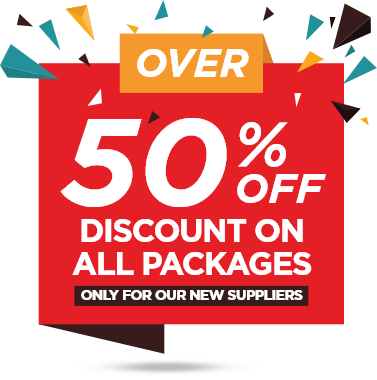 OVER
50%
OFF
DISCOUNT ON
ALL PACKAGES
ONLY FOR OUR NEW SUPPLIERS